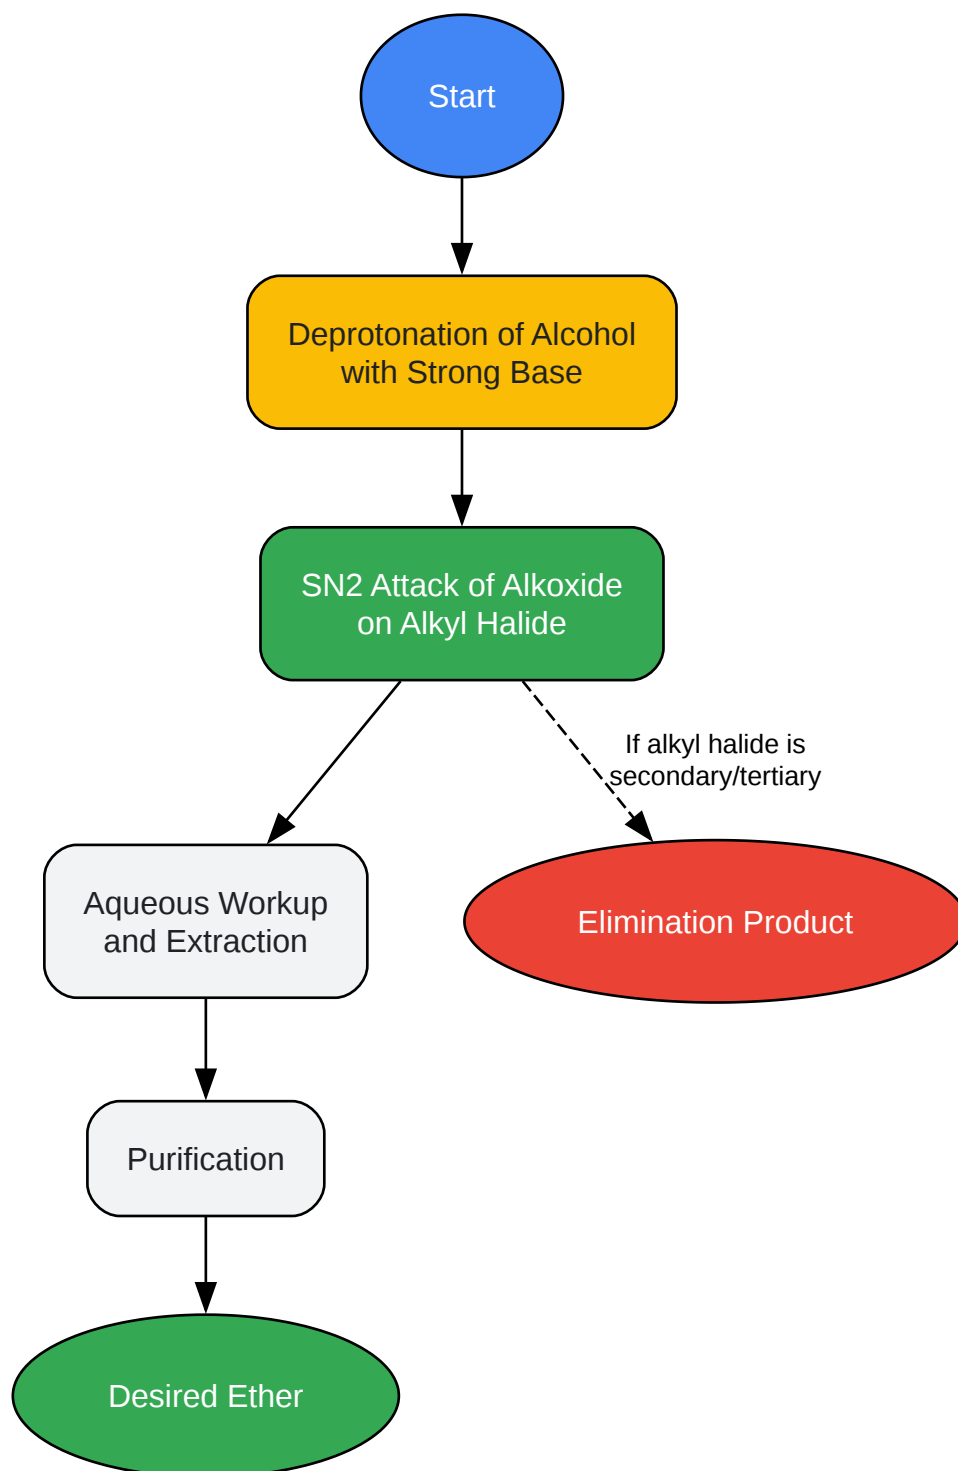 Start
Deprotonation of Alcohol
with Strong Base
SN2 Attack of Alkoxide
on Alkyl Halide
If alkyl halide is
secondary/tertiary
Aqueous Workup
and Extraction
Elimination Product
Purification
Desired Ether